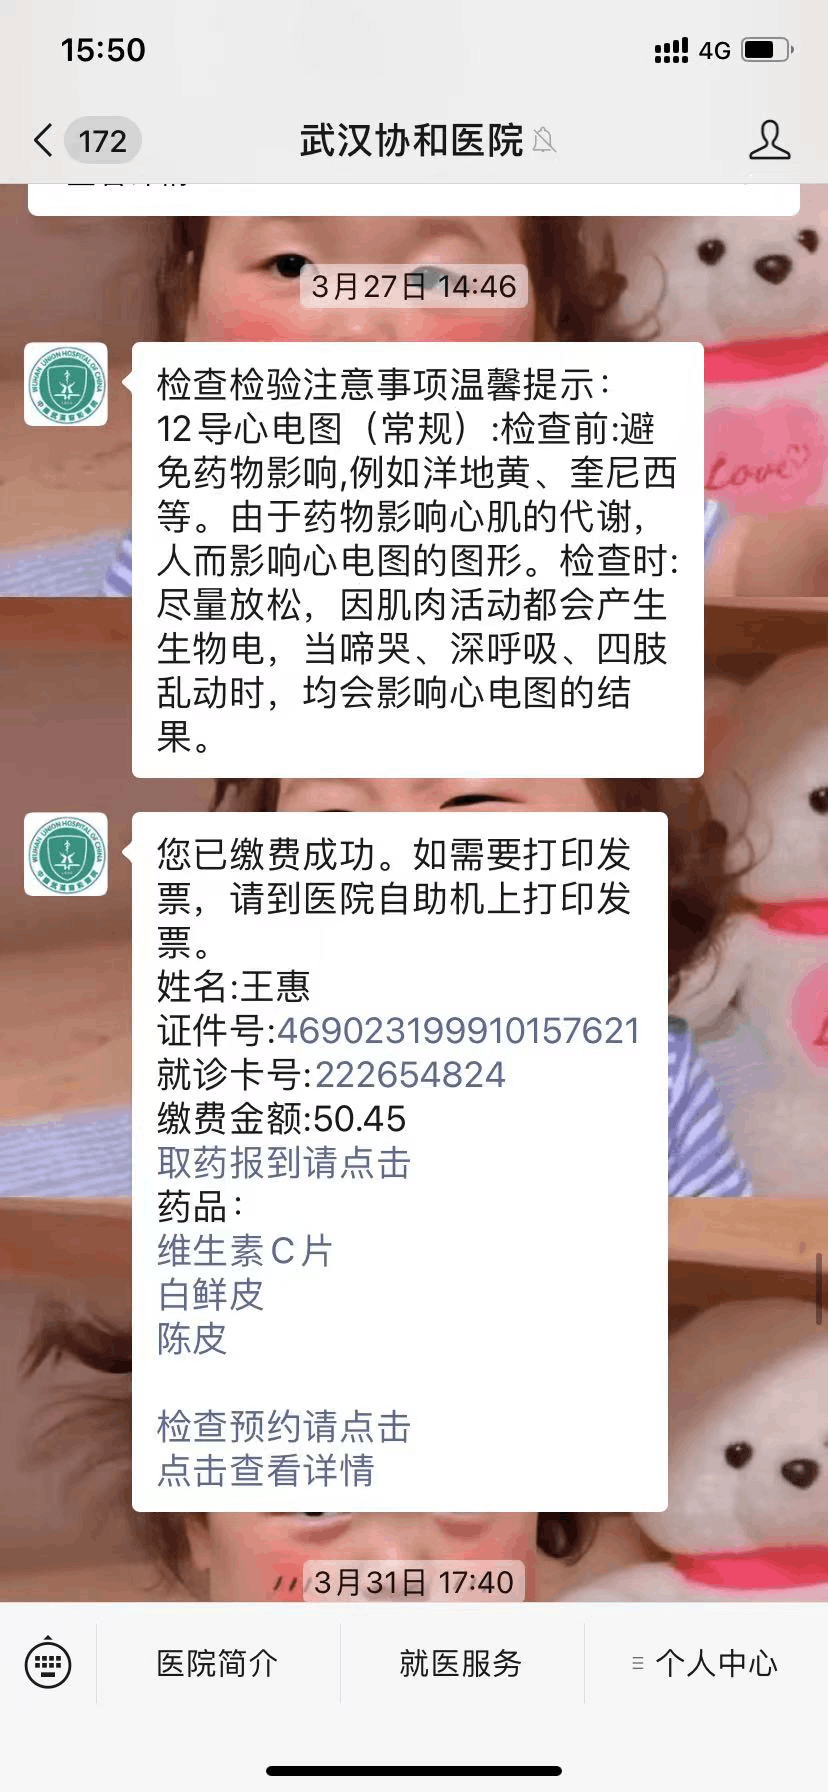 15:50
4G
172
武汉协和医院
3月27日 14:46
检查检验注意事项温馨提示：
12导心电图（常规）:检查前:避
免药物影响,例如洋地黄、奎尼西
等。由于药物影响心肌的代谢，
人而影响心电图的图形。检查时:
尽量放松，因肌肉活动都会产生
生物电，当啼哭、深呼吸、四肢
乱动时，均会影响心电图的结
果。
您已缴费成功。如需要打印发
票，请到医院自助机上打印发
票。
姓名:王惠
证件号:469023199910157621
就诊卡号:222654824
缴费金额:50.45
取药报到请点击
药品：
维生素C片
白鲜皮
陈皮
检查预约请点击
点击查看详情
3月31日 17:40
医院简介
就医服务
个人中心